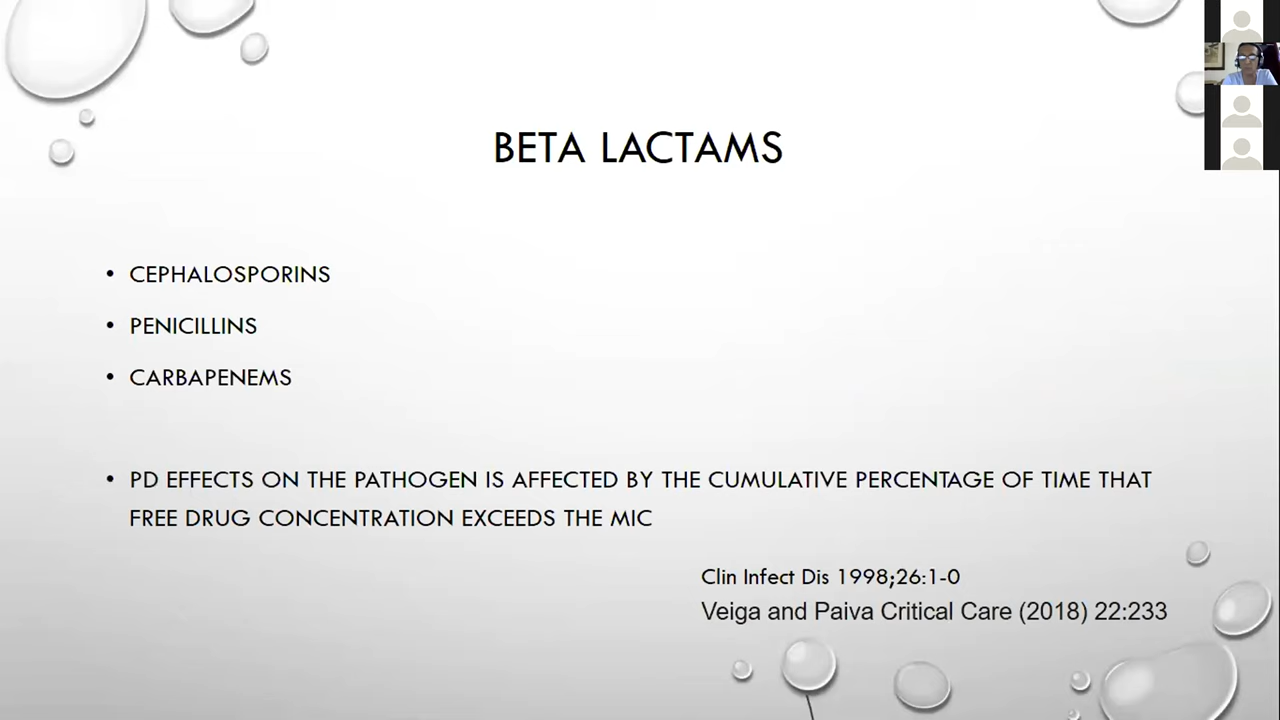 BETA LACTAMS
• CEPHALOSPORINS
• PENICILLINS
• CARBAPENEMS
• PD EFFECTS ON THE PATHOGEN IS AFFECTED BY THE CUMULATIVE PERCENTAGE OF TIME THAT
FREE DRUG CONCENTRATION EXCEEDS THE MIC
Clin Infect Dis 1998;26:1-0
Veiga and Paiva Critical Care (2018) 22:233